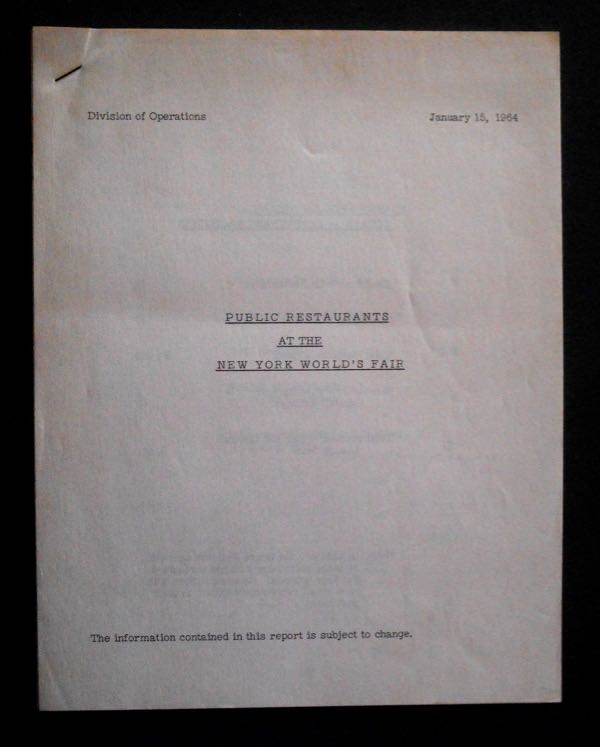 Division of Operations
January 15, 1964
PUBLIC RESTAURANTS
AT THE
NEW YORK WORLD'S FAIR
The information contained in this report is subject to change.